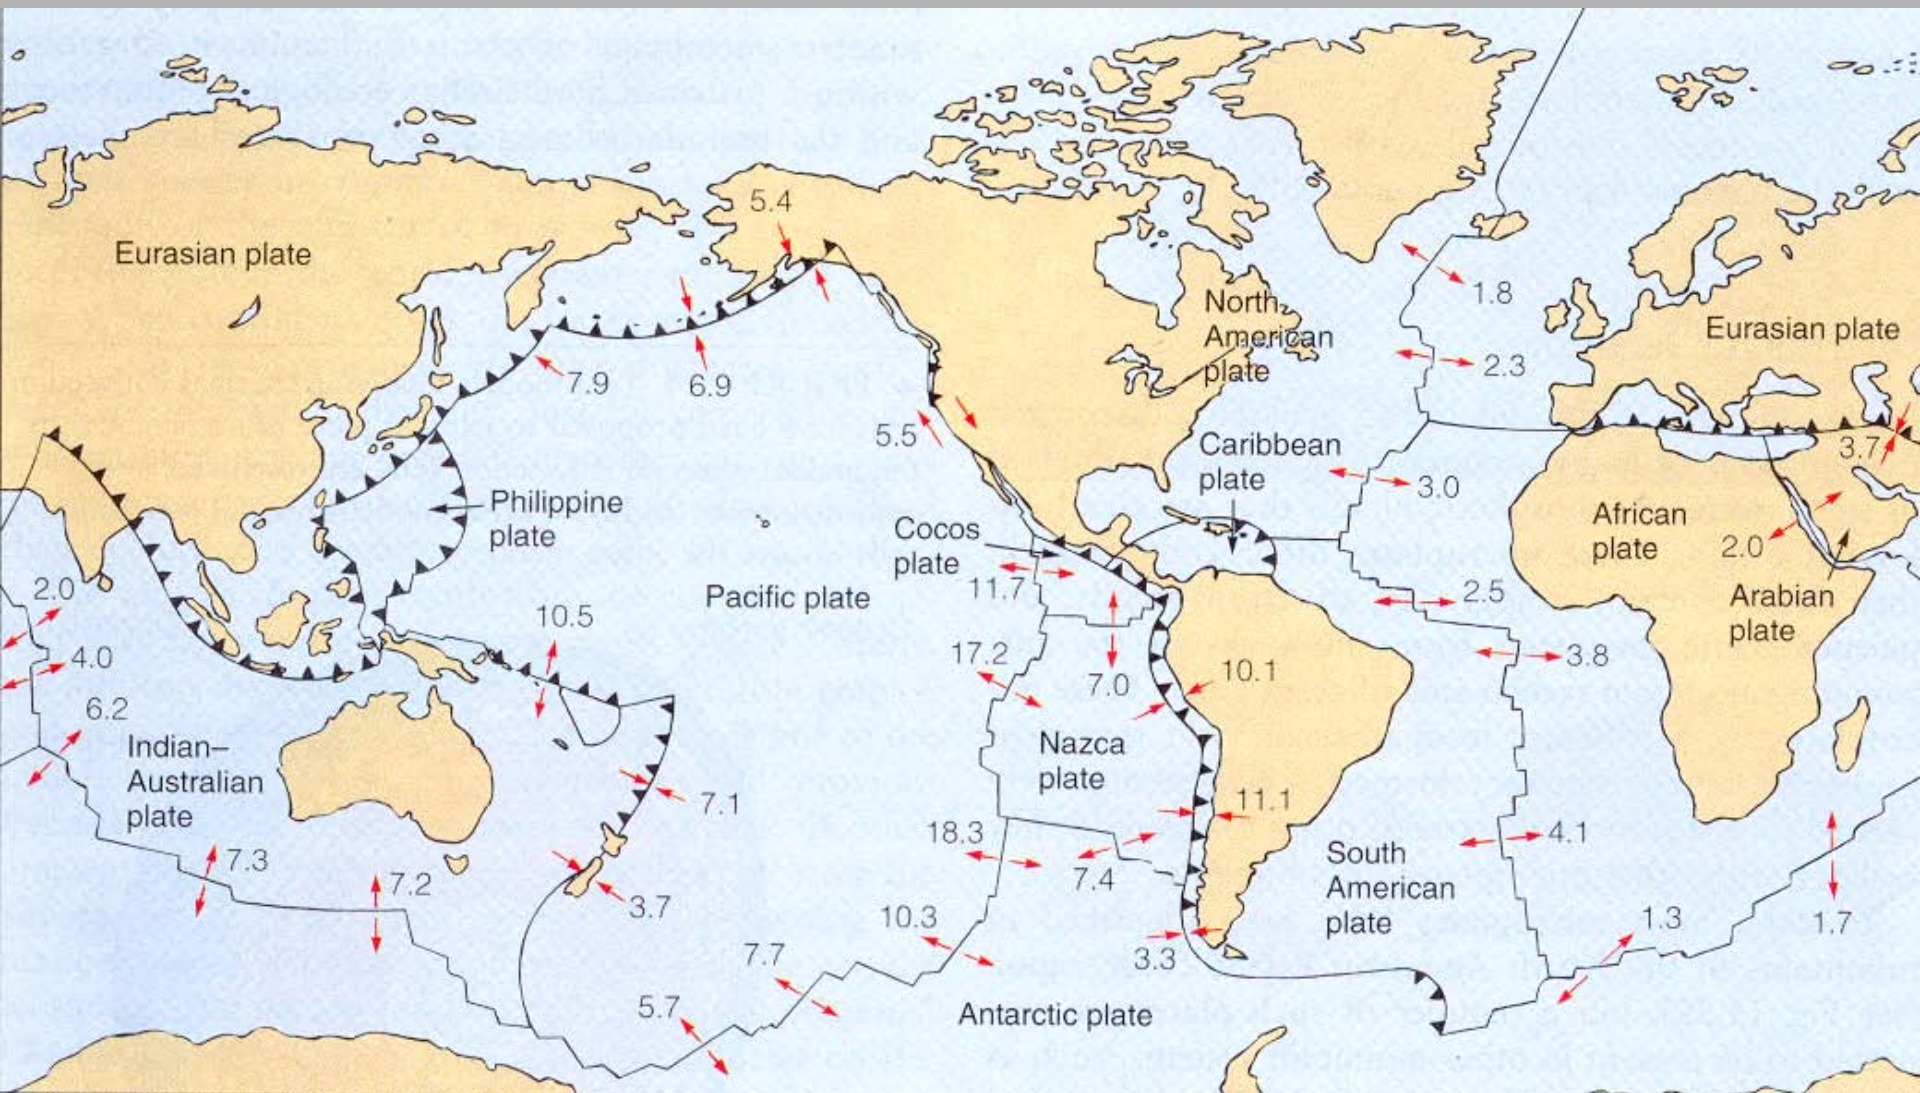 5.4
Eurasian plate
1.8
North
American
plate
Eurasian plate
2.3
7.9
6.9
5.5
Caribbean
plate
3.7
3.0
Philippine
plate
Cocos
plate
African
plate
2.0
11.7
2.0
Pacific plate
10.5
2.5
Arabian
plate
4.0
17.2
3.8
10.1
7.0
6.2
Indian–
Australian
plate
Nazca
plate
7.1
11.1
18.3
4.1
7.3
7.2
7.4
South
American
plate
3.7
10.3
1.3
1.7
7.7
3.3
5.7
Antarctic plate